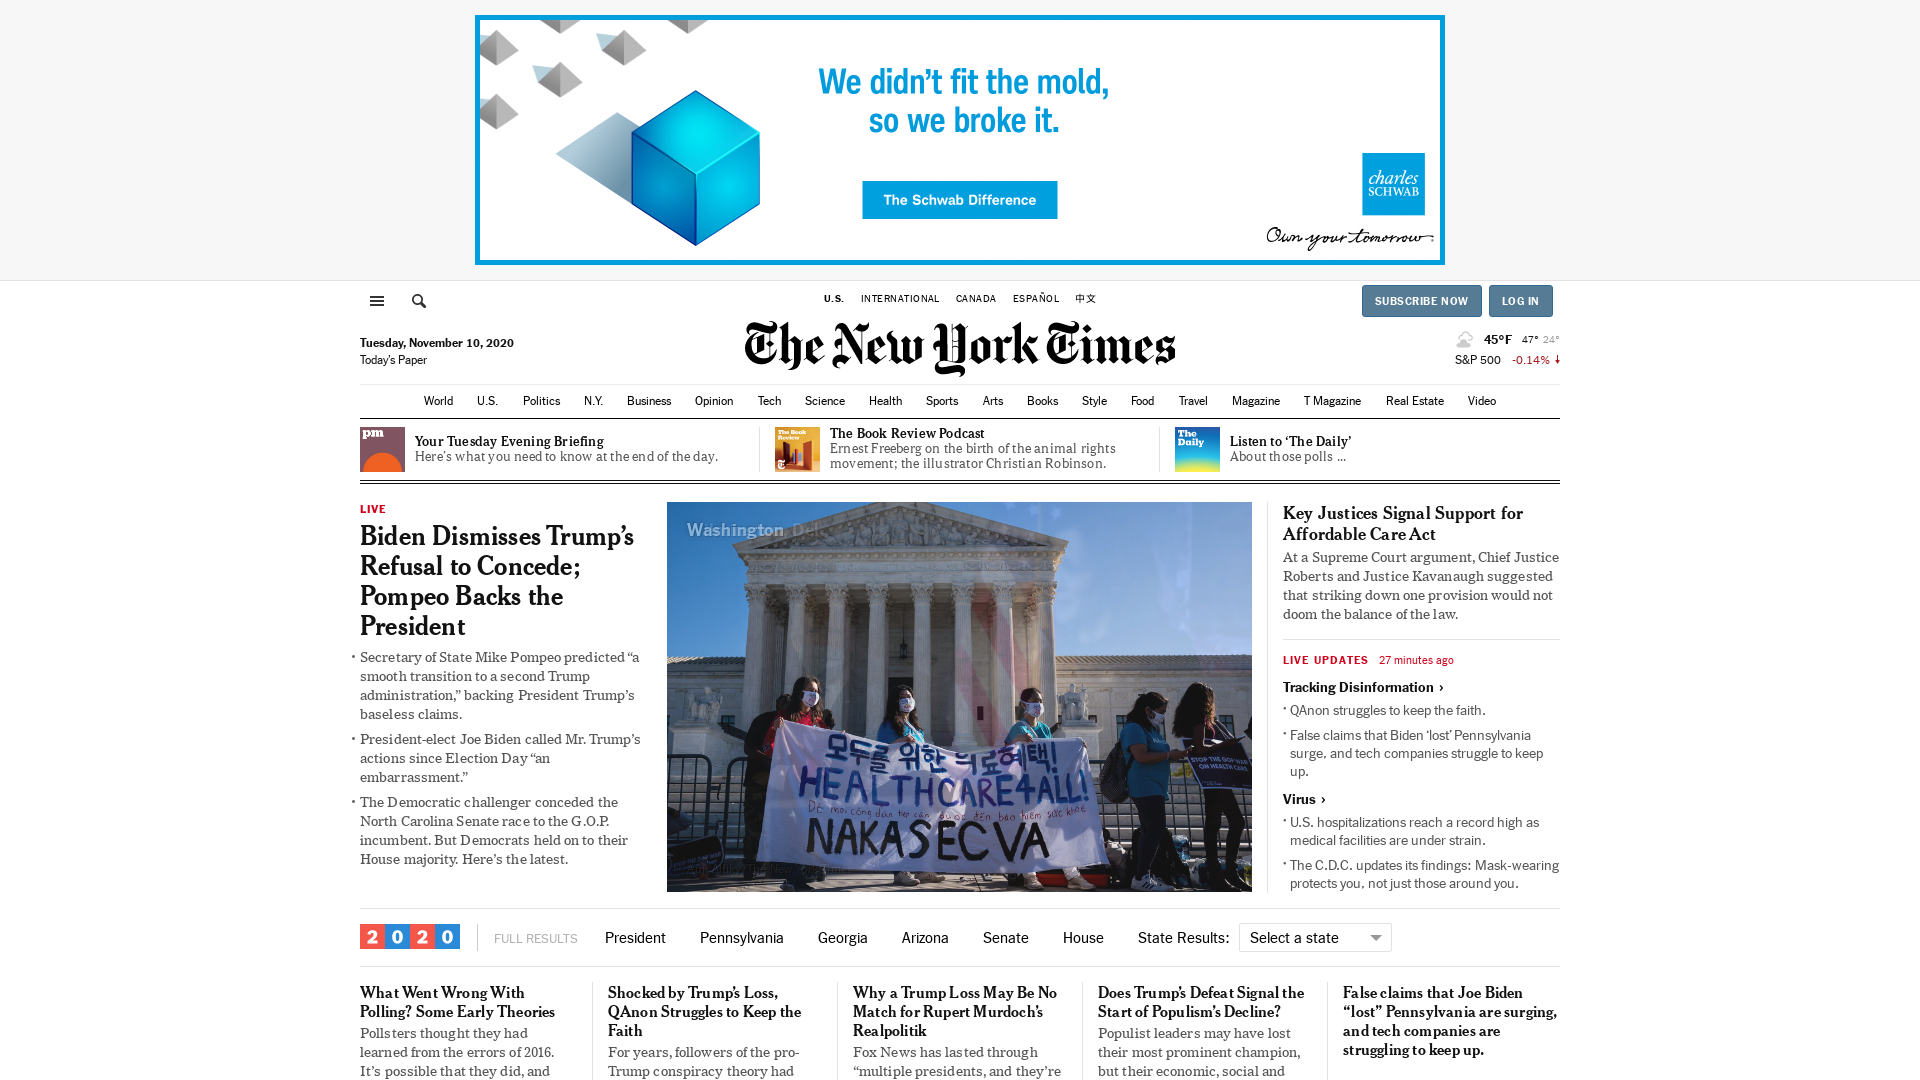 We didn't fit the mold,
so we broke it.
The Schwab Difference
charles
SCHWAB
Own your tomorrow.
U.S.
INTERNATIONAL
CANADA
ESPAÑOL
中文
SUBSCRIBE NOW
LOG IN
Tuesday, November 10, 2020
Today's Paper
The New York Times
45°F 47° 24°
S&P 500 -0.14%
World U.S. Politics N.Y. Business Opinion Tech Science Health Sports Arts Books Style Food Travel Magazine T Magazine Real Estate Video
pm
Your Tuesday Evening Briefing
Here's what you need to know at the end of the day.
The Book
Review
The Book Review Podcast
Ernest Freeberg on the birth of the animal rights
movement; the illustrator Christian Robinson.
The
Daily
Listen to ‘The Daily’
About those polls ...
LIVE
Biden Dismisses Trump’s
Refusal to Concede;
Pompeo Backs the
President
• Secretary of State Mike Pompeo predicted “a
smooth transition to a second Trump
administration,” backing President Trump’s
baseless claims.
• President-elect Joe Biden called Mr. Trump’s
actions since Election Day “an
embarrassment.”
• The Democratic challenger conceded the
North Carolina Senate race to the G.O.P.
incumbent. But Democrats held on to their
House majority. Here’s the latest.
Washington
모두를 위한 의료혜택!
HEALTHCARE4ALL!
NAKASEC VA
STOP THE GOP WAR
ON HEALTH CARE
Key Justices Signal Support for
Affordable Care Act
At a Supreme Court argument, Chief Justice
Roberts and Justice Kavanaugh suggested
that striking down one provision would not
doom the balance of the law.
LIVE UPDATES 27 minutes ago
Tracking Disinformation ›
• QAnon struggles to keep the faith.
• False claims that Biden ‘lost’ Pennsylvania
surge, and tech companies struggle to keep
up.
Virus ›
• U.S. hospitalizations reach a record high as
medical facilities are under strain.
• The C.D.C. updates its findings: Mask-wearing
protects you, not just those around you.
2020
FULL RESULTS President Pennsylvania Georgia Arizona Senate House State Results: Select a state
What Went Wrong With
Polling? Some Early Theories
Pollsters thought they had
learned from the errors of 2016.
It’s possible that they did, and
Shocked by Trump’s Loss,
QAnon Struggles to Keep the
Faith
For years, followers of the pro-
Trump conspiracy theory had
Why a Trump Loss May Be No
Match for Rupert Murdoch’s
Realpolitik
Fox News has lasted through
“multiple presidents, and they’re
Does Trump’s Defeat Signal the
Start of Populism’s Decline?
Populist leaders may have lost
their most prominent champion,
but their economic, social and
False claims that Joe Biden
“lost” Pennsylvania are surging,
and tech companies are
struggling to keep up.